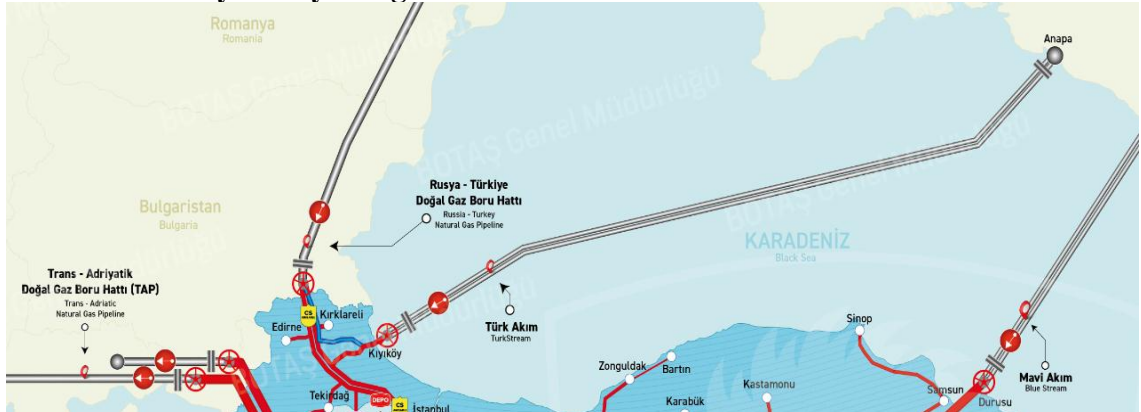 Romanya
Romania
Anapa
BOTAŞ Genel Müdürlüğü
Rusya - Türkiye
Doğal Gaz Boru Hattı
Russia - Turkey
Natural Gas Pipeline
Bulgaristan
Bulgaria
KARADENİZ
Black Sea
Trans - Adriyatik
Doğal Gaz Boru Hattı (TAP)
Trans - Adriatic
Natural Gas Pipeline
CS
Kırklareli
Edirne
Kıyıköy
Türk Akım
TurkStream
Sinop
Zonguldak
Bartın
Mavi Akım
Blue Stream
Kastamonu
Samsun
Durusu
Tekirdağ
DEPO
CS
İstanbul
Karabük